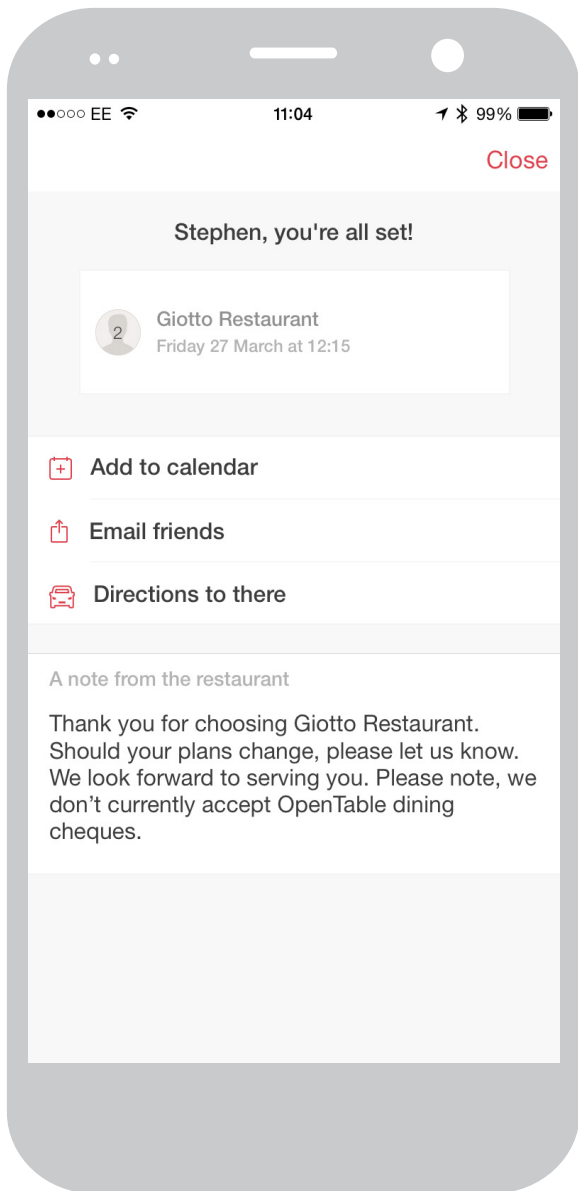 EE 11:04 99%
Close
Stephen, you're all set!
2
Giotto Restaurant
Friday 27 March at 12:15
Add to calendar
Email friends
Directions to there
A note from the restaurant
Thank you for choosing Giotto Restaurant.
Should your plans change, please let us know.
We look forward to serving you. Please note, we
don’t currently accept OpenTable dining
cheques.